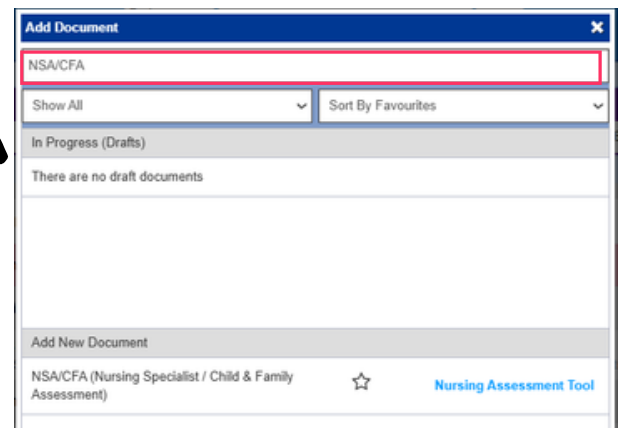 Add Document
NSA/CFA
Show All
Sort By Favourites
In Progress (Drafts)
There are no draft documents
Add New Document
NSA/CFA (Nursing Specialist / Child & Family
Assessment)
Nursing Assessment Tool